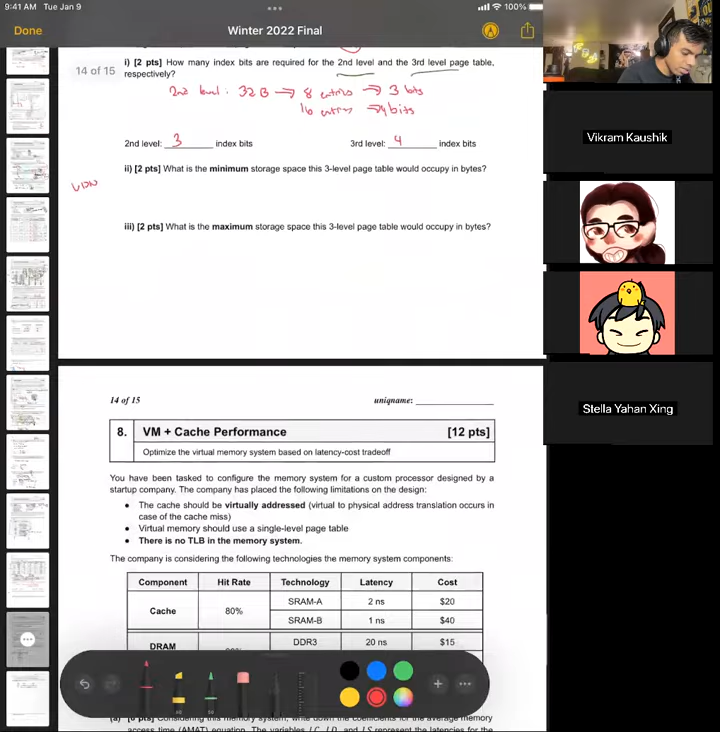 9:41 AM Tue Jan 9
100%
Done
Winter 2022 Final
14 of 15
i) [2 pts] How many index bits are required for the 2nd level and the 3rd level page table,
respectively?
2nd level: 32 B → 8 entries → 3 bits
16 entries → 4 bits
2nd level: 3 index bits
3rd level: 4 index bits
ii) [2 pts] What is the minimum storage space this 3-level page table would occupy in bytes?
iii) [2 pts] What is the maximum storage space this 3-level page table would occupy in bytes?
14 of 15
uniqname: ____________
8. VM + Cache Performance [12 pts]
Optimize the virtual memory system based on latency-cost tradeoff
You have been tasked to configure the memory system for a custom processor designed by a
startup company. The company has placed the following limitations on the design:
• The cache should be virtually addressed (virtual to physical address translation occurs in
case of the cache miss)
• Virtual memory should use a single-level page table
• There is no TLB in the memory system.
The company is considering the following technologies the memory system components:
Component Hit Rate Technology Latency Cost
Cache 80% SRAM-A 2 ns $20
SRAM-B 1 ns $40
DRAM DDR3 20 ns $15
Vikram Kaushik
Stella Yahan Xing